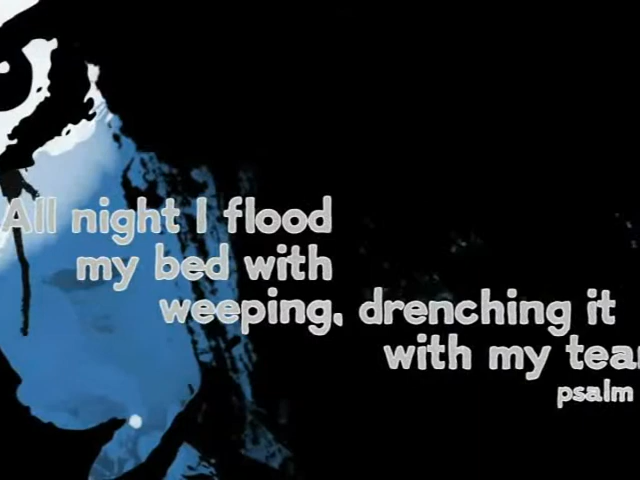 All night I flood
my bed with
weeping, drenching it
with my tear
psalm